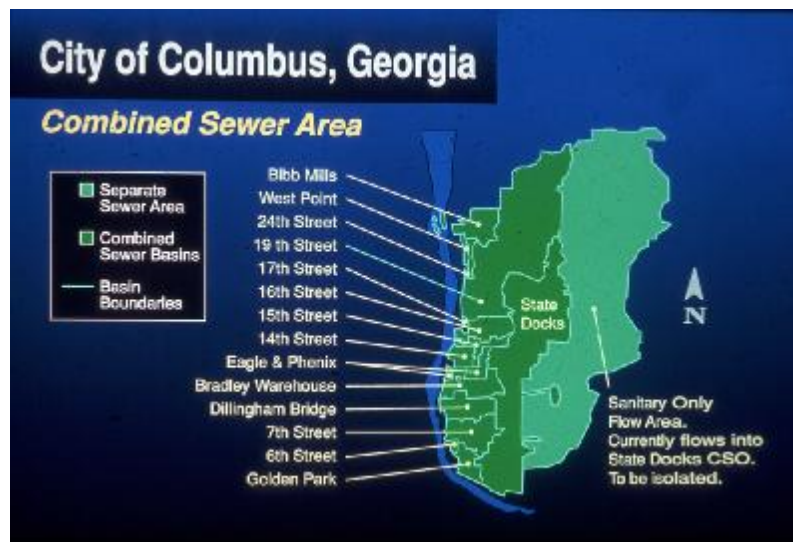 City of Columbus, Georgia
Combined Sewer Area
Separate
Sewer Area
Combined
Sewer Basins
Basin
Boundaries
Bibb Mills
West Point
24th Street
19 th Street
17th Street
16th Street
15th Street
14th Street
Eagle & Phenix
Bradley Warehouse
Dillingham Bridge
7th Street
6th Street
Golden Park
State
Docks
N
Sanitary Only
Flow Area.
Currently flows into
State Docks CSO.
To be isolated.